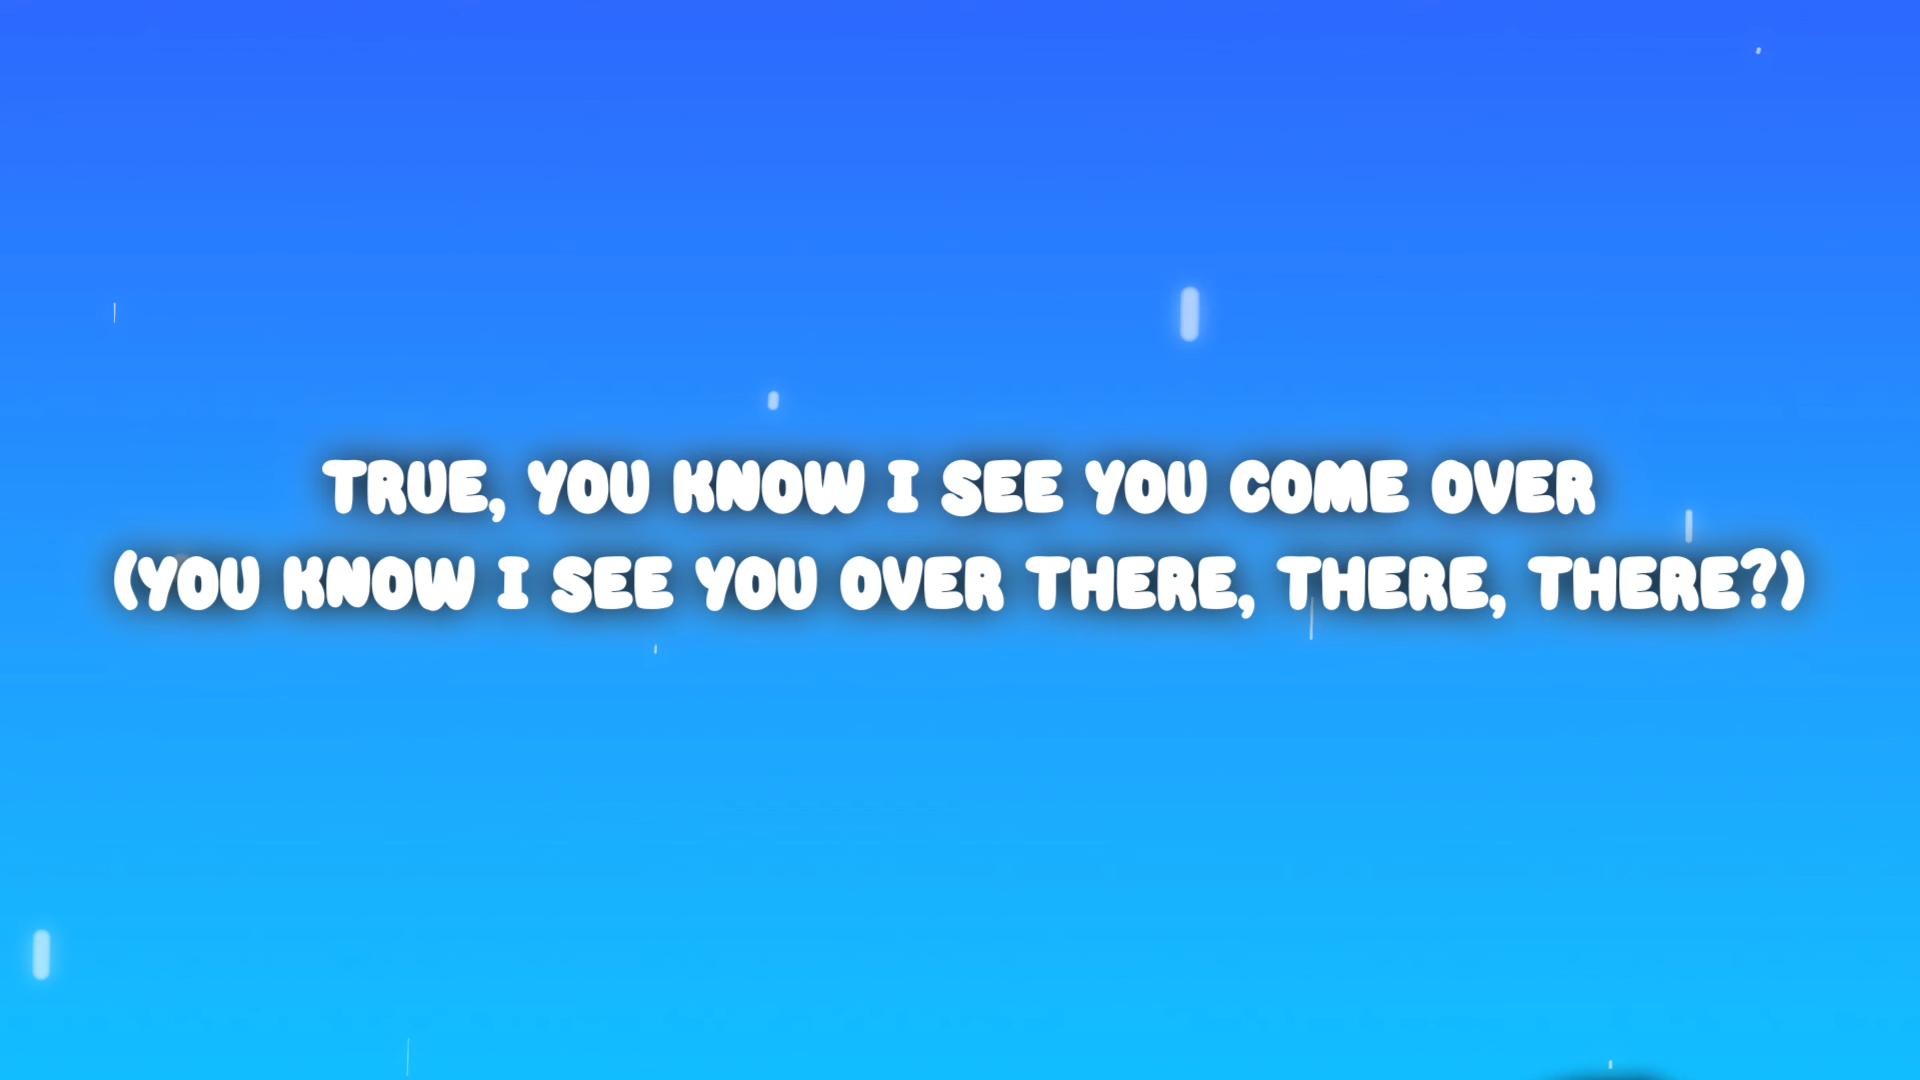 TRUE, YOU KNOW I SEE YOU COME OVER
(YOU KNOW I SEE YOU OVER THERE, THERE, THERE?)